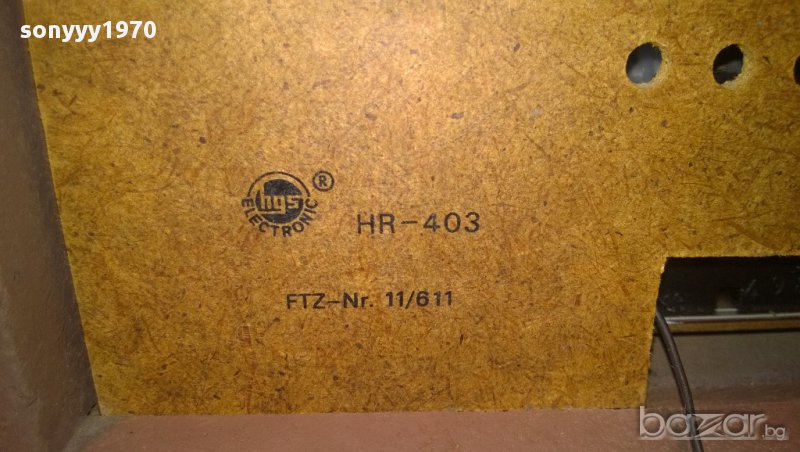 sonyyy1970
hgs ®
ELECTRONIC
HR-403
FTZ-Nr. 11/611
bazar.bg